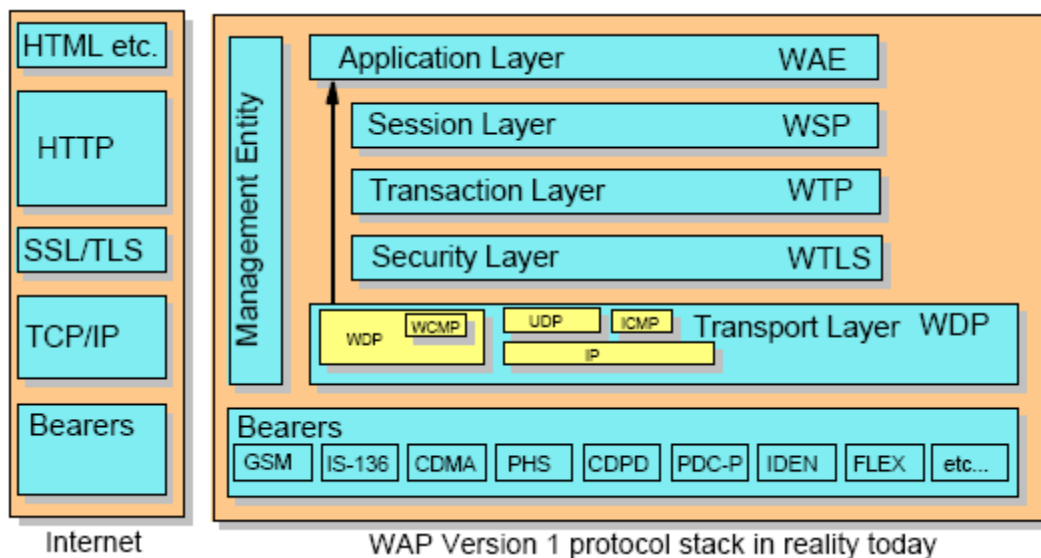 HTML etc.
HTTP
SSL/TLS
TCP/IP
Bearers
Internet
Management Entity
Application Layer WAE
Session Layer WSP
Transaction Layer WTP
Security Layer WTLS
WDP WCMP UDP ICMP IP Transport Layer WDP
Bearers
GSM IS-136 CDMA PHS CDPD PDC-P IDEN FLEX etc...
WAP Version 1 protocol stack in reality today